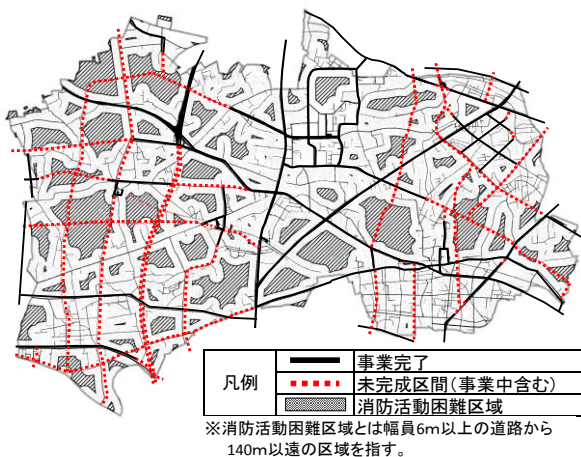 凡例
事業完了
未完成区間(事業中含む)
消防活動困難区域
※消防活動困難区域とは幅員6m以上の道路から
140m以遠の区域を指す。